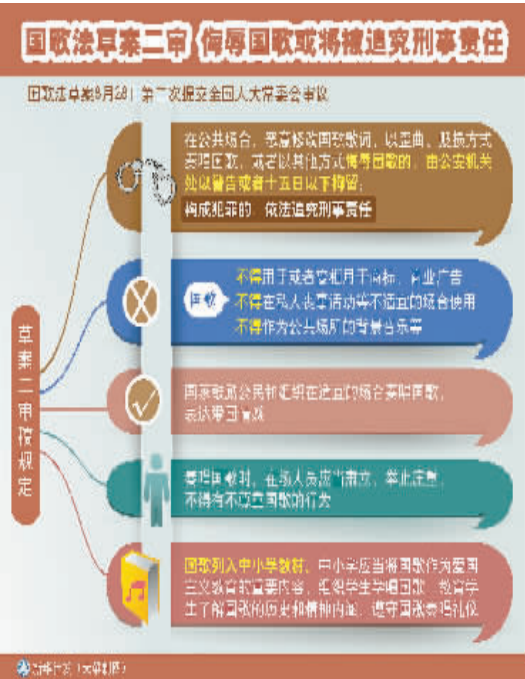 国歌法草案二审 侮辱国歌或将被追究刑事责任
国歌法草案8月28日第二次提交全国人大常委会审议
草案二审稿规定
在公共场合，恶意修改国歌歌词，以歪曲、贬损方式
奏唱国歌，或者以其他方式侮辱国歌的，由公安机关
处以警告或者十五日以下拘留；
构成犯罪的，依法追究刑事责任
国歌
不得用于或者变相用于商标、商业广告
不得在私人丧事活动等不适宜的场合使用
不得作为公共场所的背景音乐等
国家鼓励公民和组织在适宜的场合奏唱国歌，
表达爱国情感
奏唱国歌时，在场人员应当肃立，举止庄重，
不得有不尊重国歌的行为
国歌列入中小学教材，中小学应当将国歌作为爱国
主义教育的重要内容，组织学生学唱国歌，教育学
生了解国歌的历史和精神内涵、遵守国歌奏唱礼仪
新华社发（大巢制图）